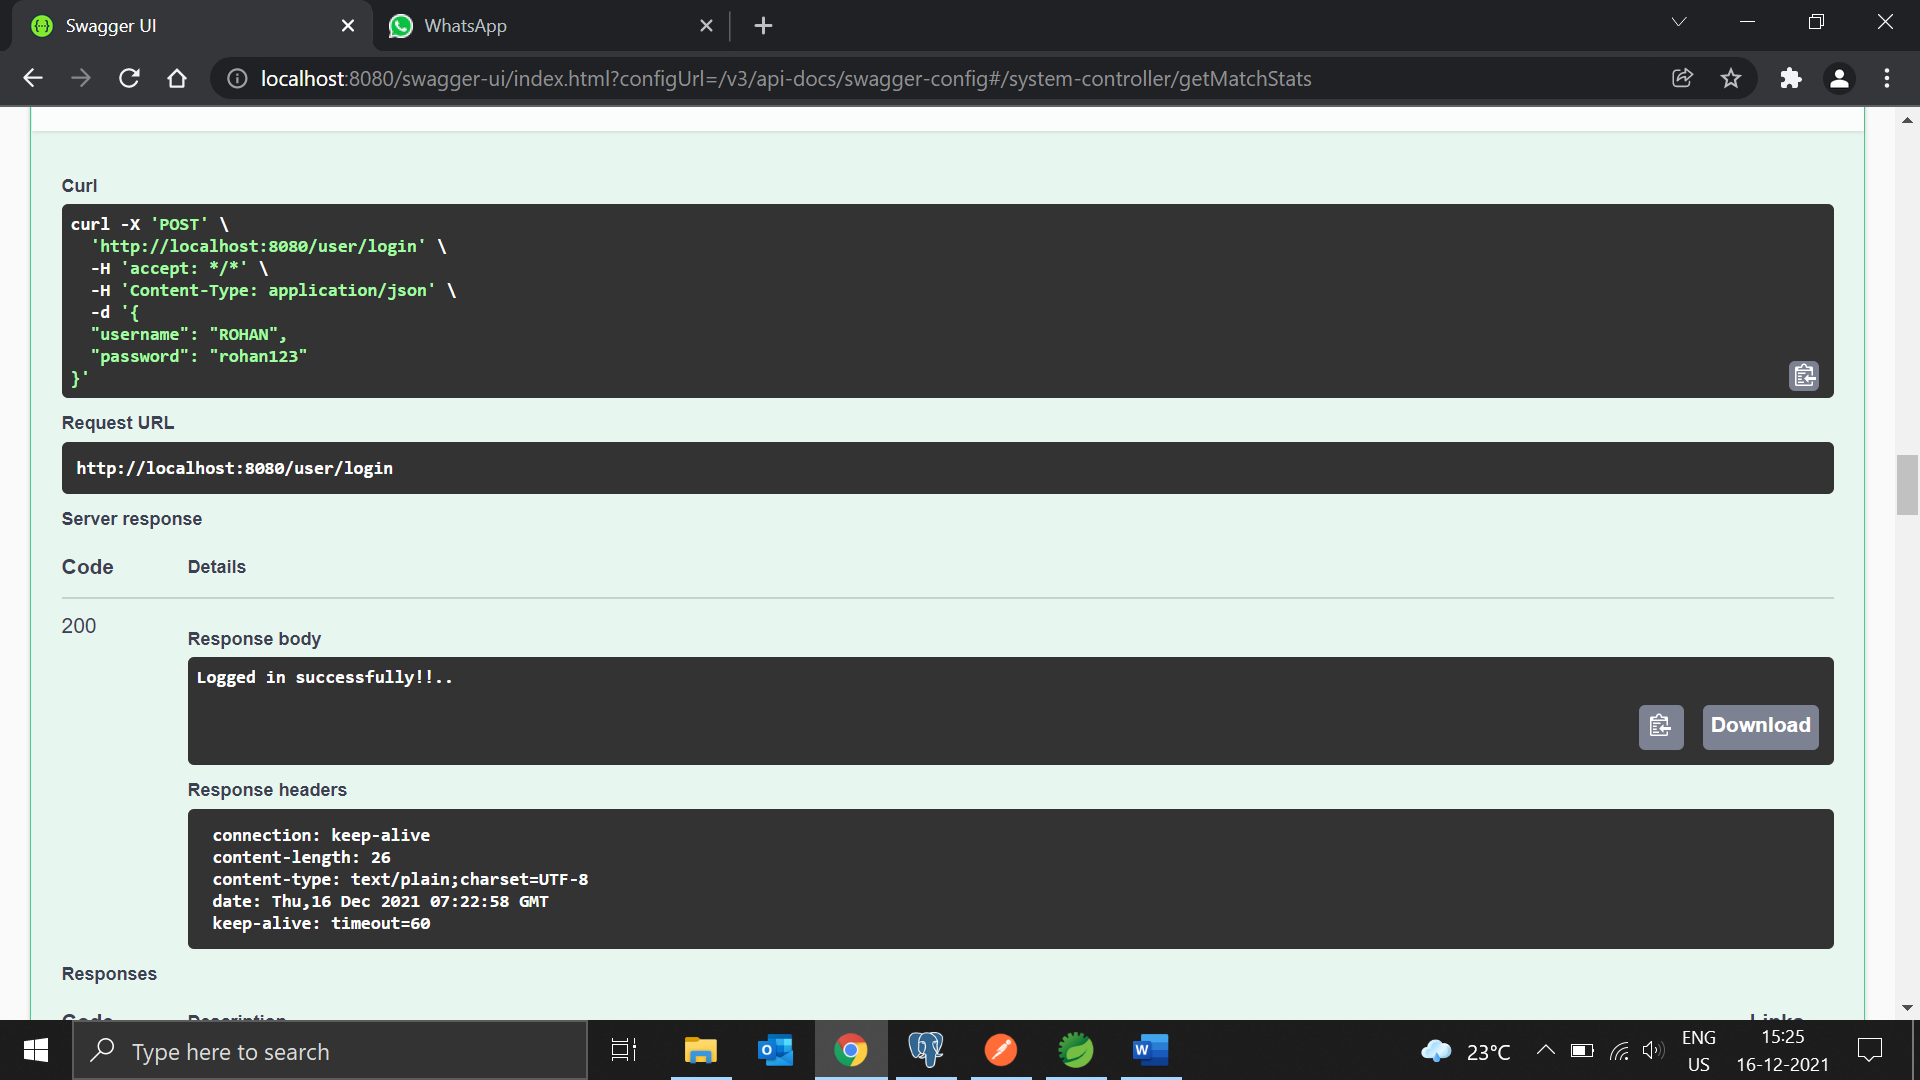 Swagger UI
WhatsApp
localhost:8080/swagger-ui/index.html?configUrl=/v3/api-docs/swagger-config#/system-controller/getMatchStats
Curl
curl -X 'POST' \
'http://localhost:8080/user/login' \
-H 'accept: */*' \
-H 'Content-Type: application/json' \
-d '{
"username": "ROHAN",
"password": "rohan123"
}'
Request URL
http://localhost:8080/user/login
Server response
Code Details
200
Response body
Logged in successfully!!..
Download
Response headers
connection: keep-alive
content-length: 26
content-type: text/plain;charset=UTF-8
date: Thu,16 Dec 2021 07:22:58 GMT
keep-alive: timeout=60
Responses
Code Description Links
Type here to search
23°C
ENG
US
15:25
16-12-2021